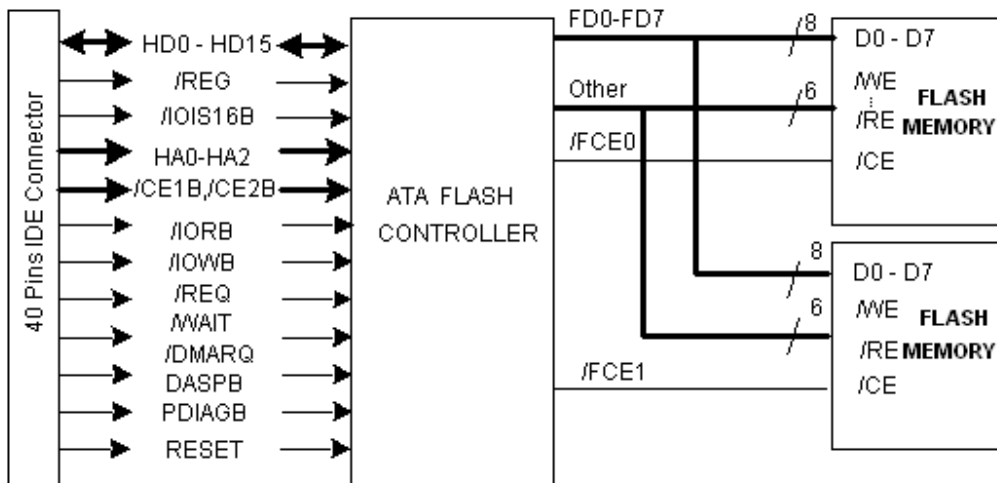 40 Pins IDE Connector
HD0 - HD15
/REG
/IOIS16B
HA0-HA2
/CE1B,/CE2B
/IORB
/IOWB
/REQ
/WAIT
/DMARQ
DASPB
PDIAGB
RESET
ATA FLASH
CONTROLLER
FD0-FD7
8
Other
6
/FCE0
D0 - D7
/WE
/RE
/CE
FLASH
MEMORY
8
6
/FCE1
D0 - D7
/WE
/RE
/CE
FLASH
MEMORY